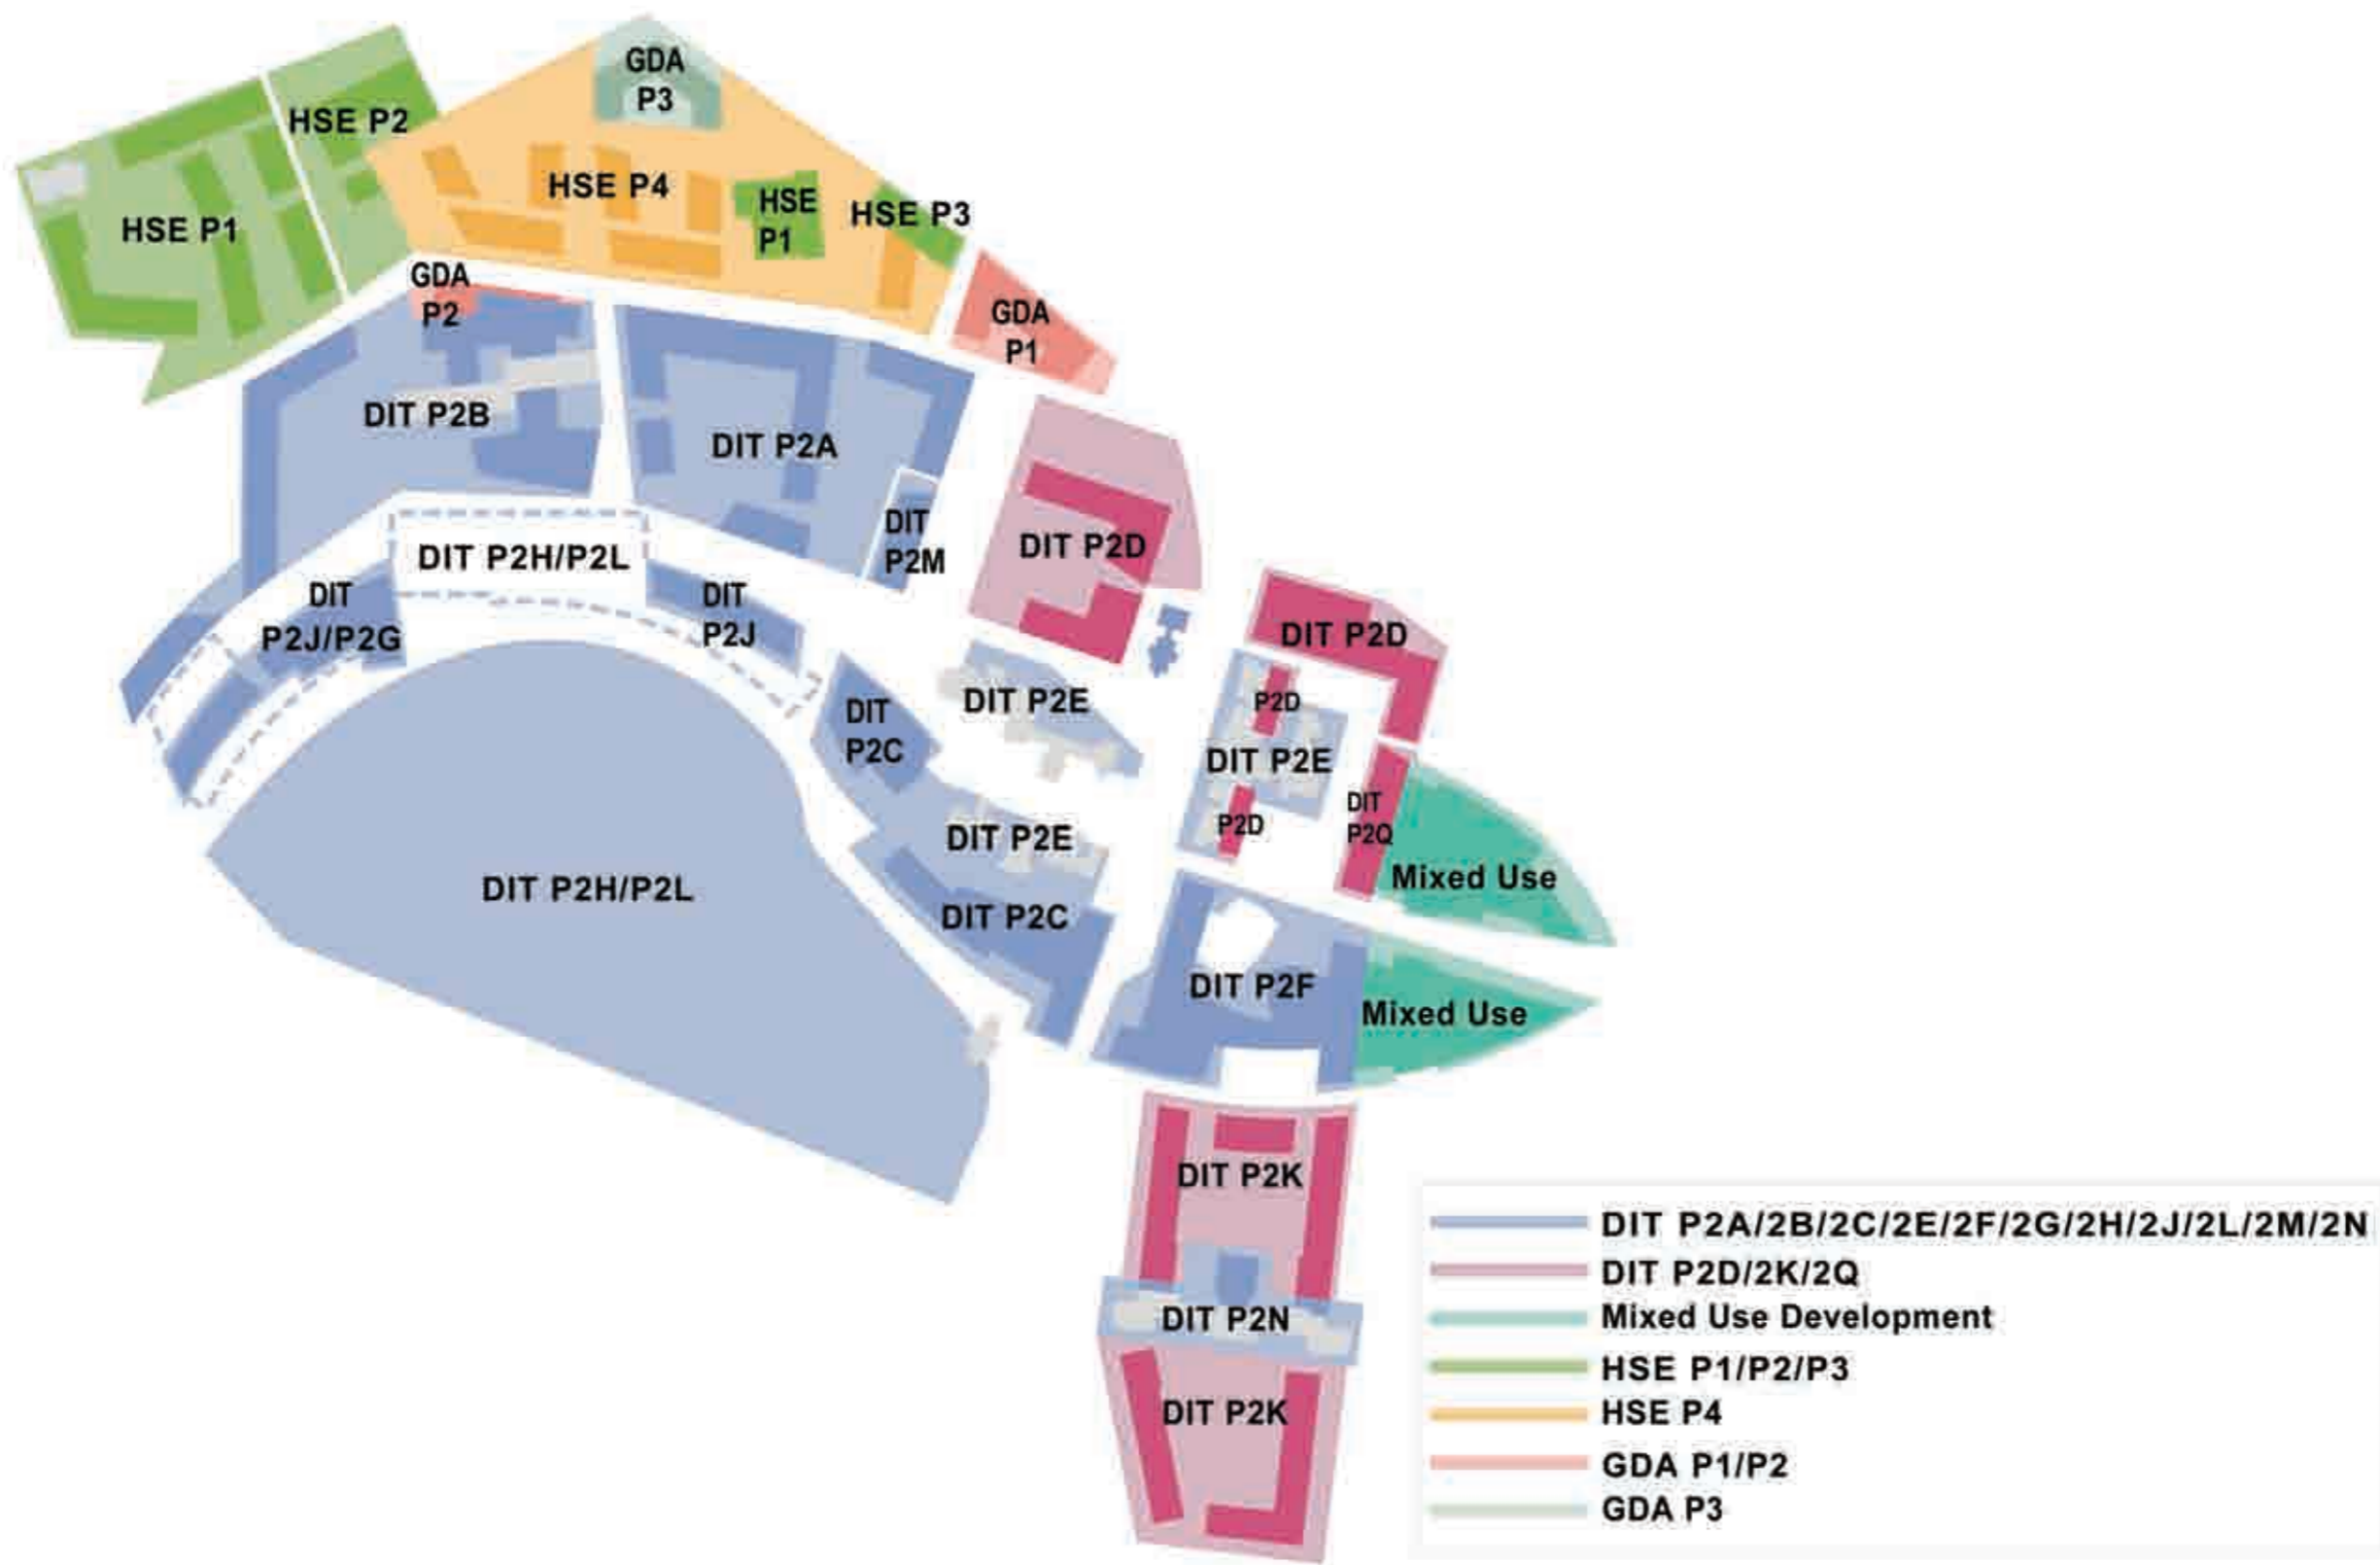 GDA
P3
HSE P2
HSE P4
HSE
P1
HSE P3
HSE P1
GDA
P2
GDA
P1
DIT P2B
DIT P2A
DIT
P2M
DIT P2D
DIT P2H/P2L
DIT
P2J/P2G
DIT
P2J
DIT P2D
DIT P2E
P2D
DIT
P2C
DIT P2E
DIT
P2Q
P2D
DIT P2E
Mixed Use
DIT P2H/P2L
DIT P2C
DIT P2F
Mixed Use
DIT P2K
DIT P2N
DIT P2K
DIT P2A/2B/2C/2E/2F/2G/2H/2J/2L/2M/2N
DIT P2D/2K/2Q
Mixed Use Development
HSE P1/P2/P3
HSE P4
GDA P1/P2
GDA P3